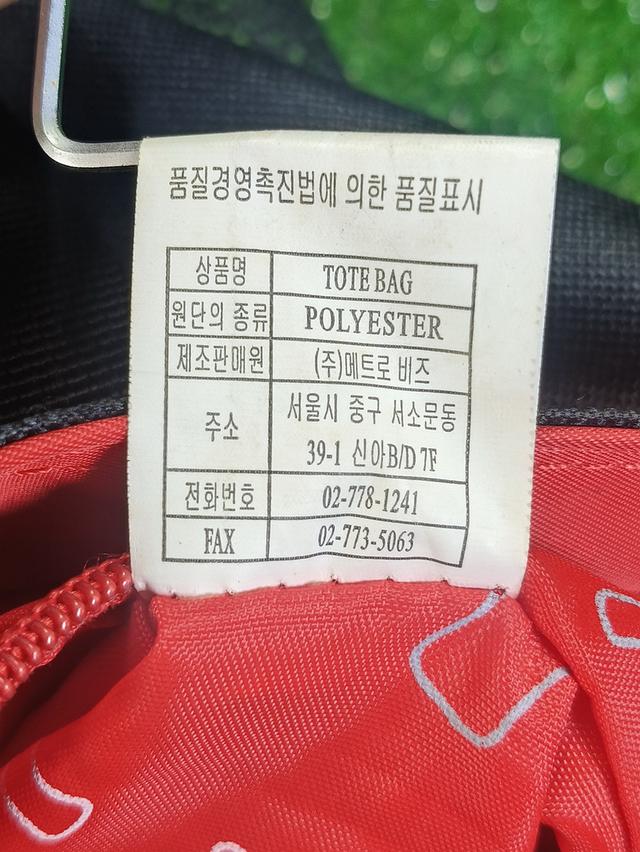 품질경영촉진법에 의한 품질표시
상품명 TOTE BAG
원단의 종류 POLYESTER
제조판매원 (주)메트로 비즈
주소 서울시 중구 서소문동
39-1 신아B/D 7F
전화번호 02-778-1241
FAX 02-773-5063